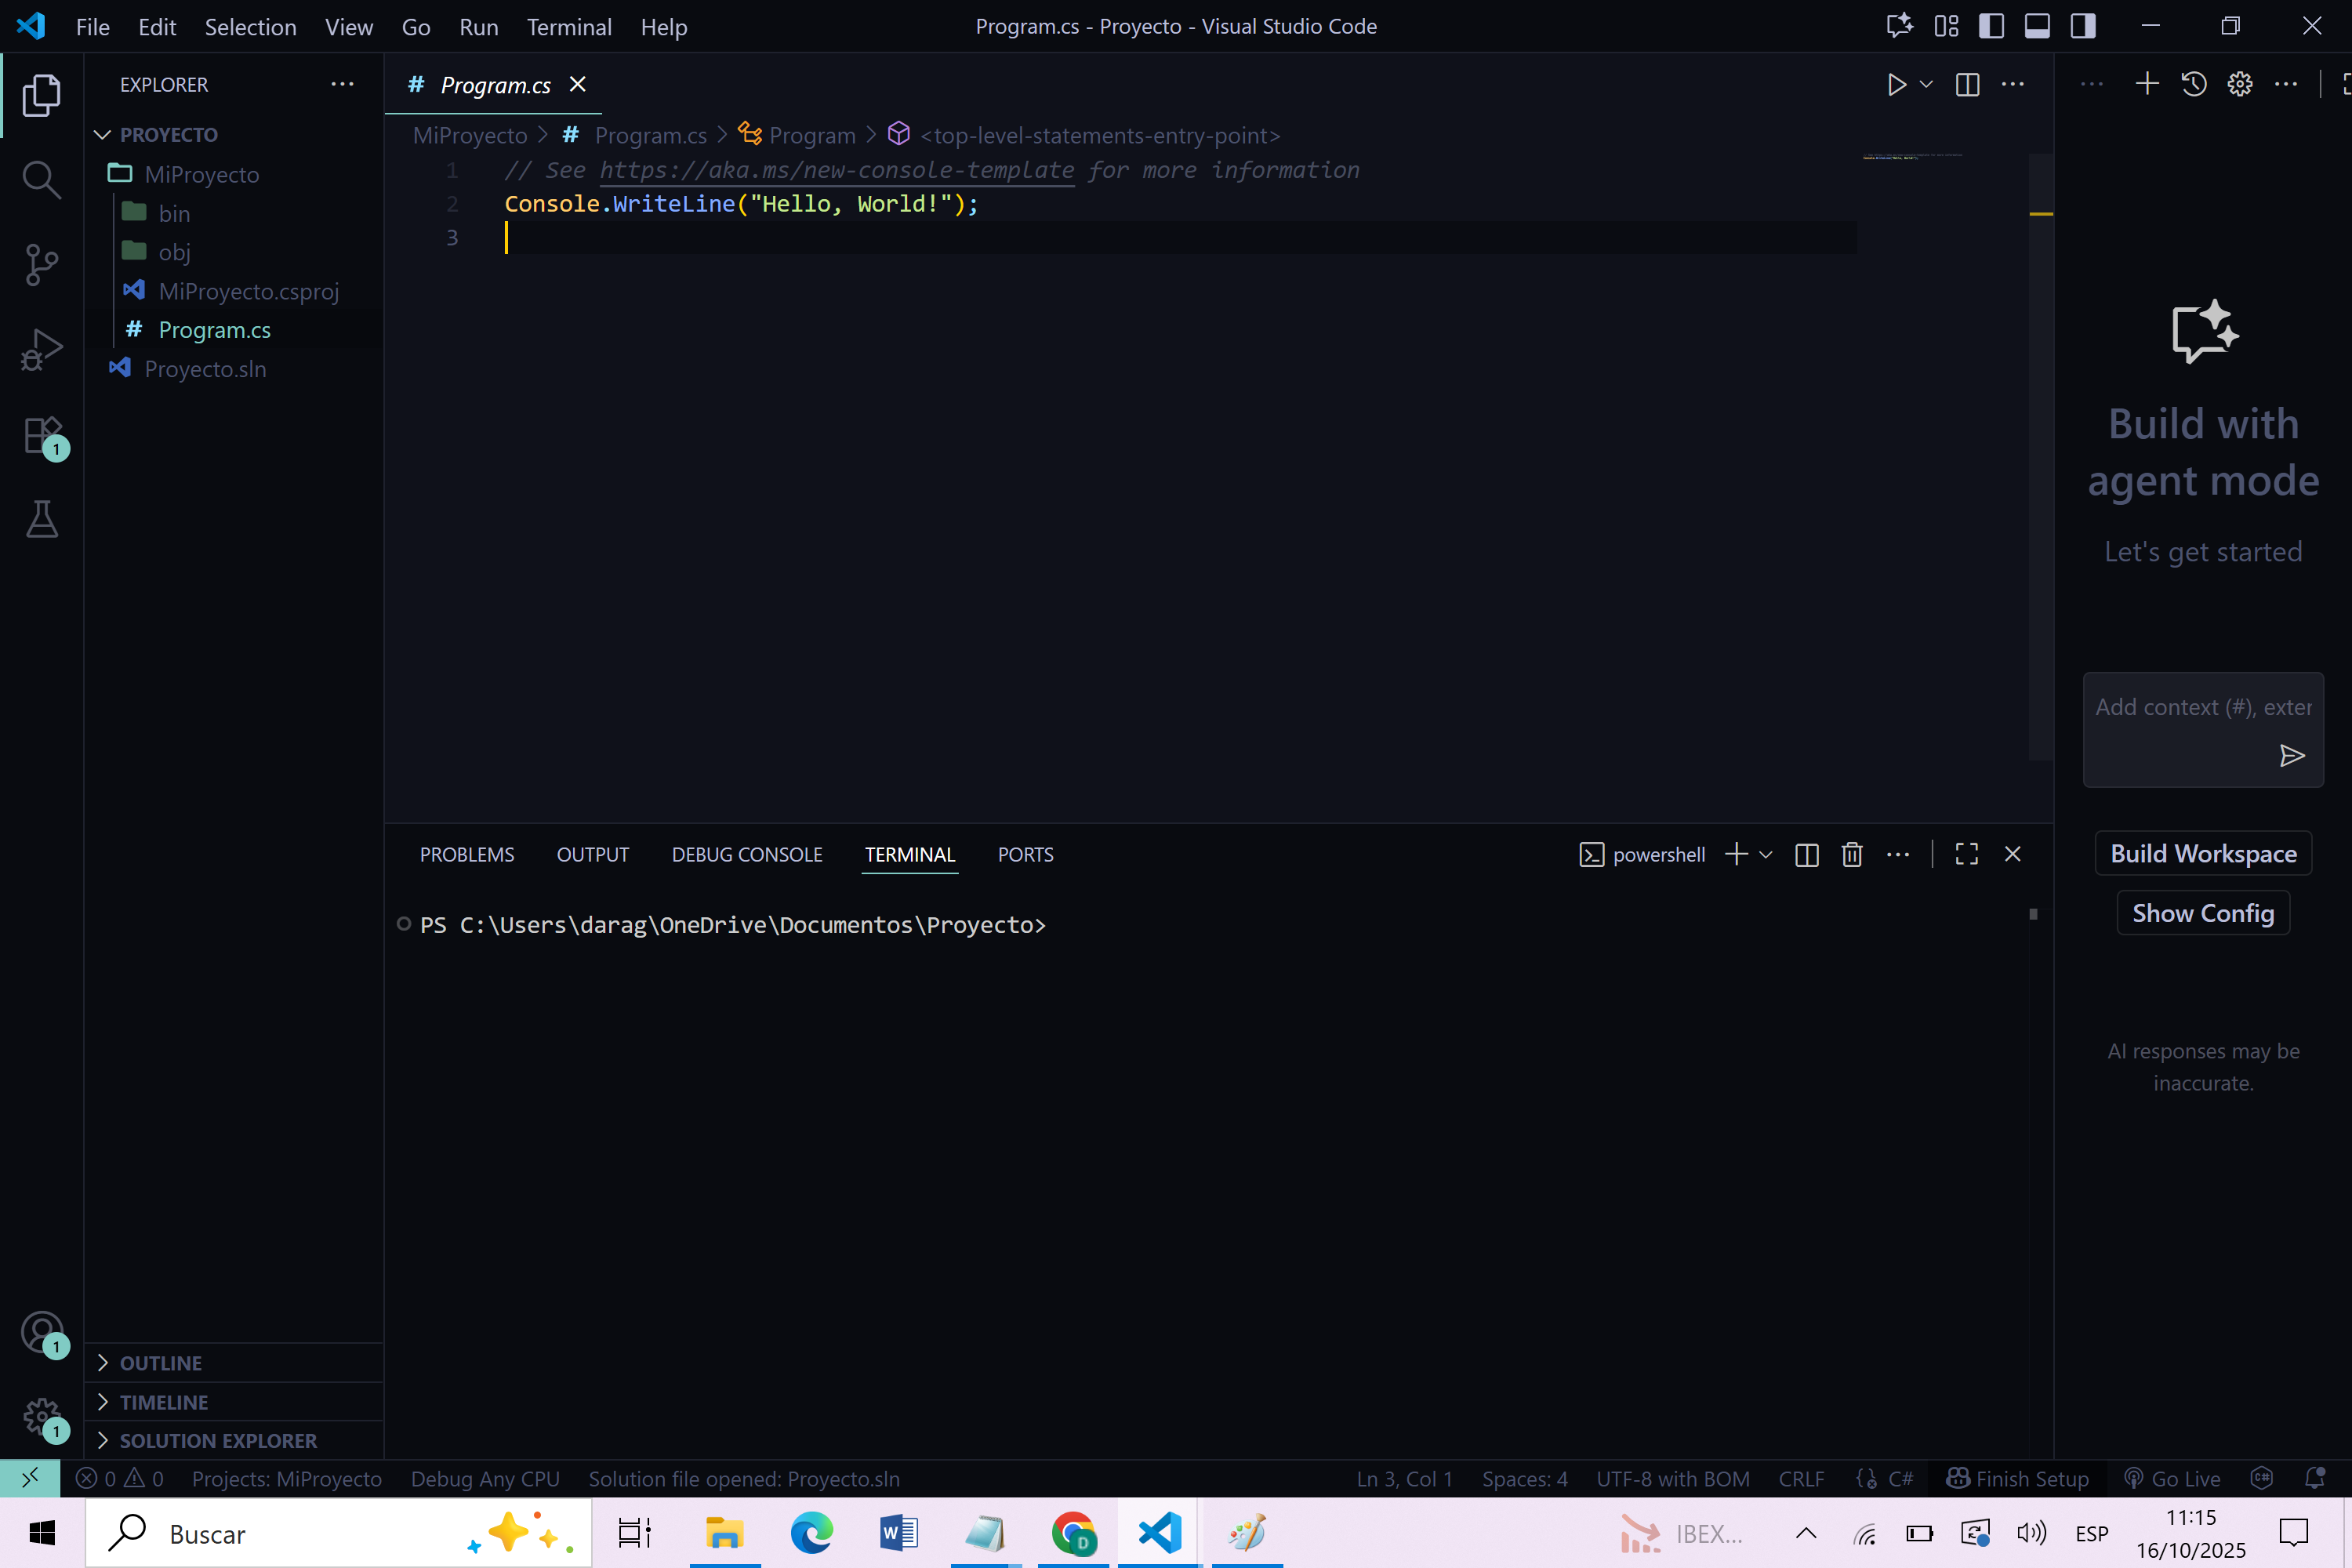 File Edit Selection View Go Run Terminal Help
Program.cs - Proyecto - Visual Studio Code
EXPLORER
PROYECTO
MiProyecto
bin
obj
MiProyecto.csproj
# Program.cs
Proyecto.sln
# Program.cs
MiProyecto > # Program.cs > Program > <top-level-statements-entry-point>
1 // See https://aka.ms/new-console-template for more information
2 Console.WriteLine("Hello, World!");
3
PROBLEMS OUTPUT DEBUG CONSOLE TERMINAL PORTS
powershell
PS C:\Users\darag\OneDrive\Documentos\Proyecto>
Build with
agent mode
Let's get started
Add context (#), exter
Build Workspace
Show Config
AI responses may be
inaccurate.
1
1
1
OUTLINE
TIMELINE
SOLUTION EXPLORER
0 0 Projects: MiProyecto Debug Any CPU Solution file opened: Proyecto.sln
Ln 3, Col 1 Spaces: 4 UTF-8 with BOM CRLF {} C# Finish Setup Go Live
Buscar
IBEX...
ESP
11:15
16/10/2025